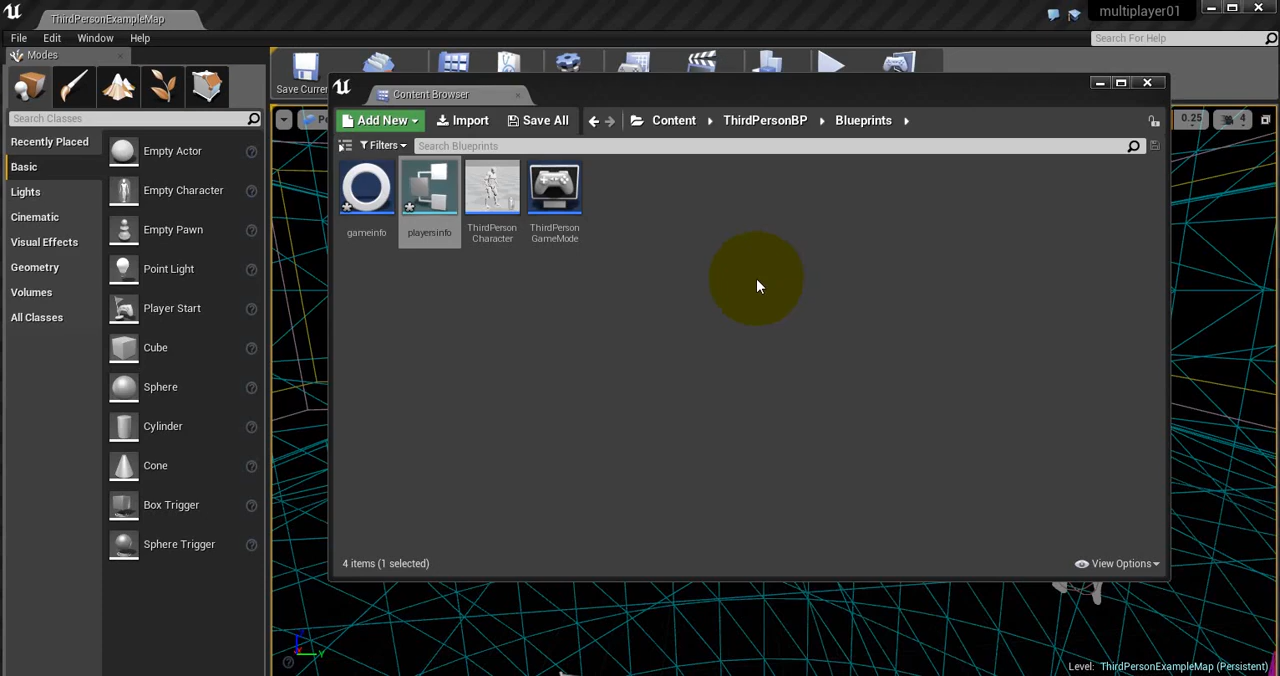 ThirdPersonExampleMap
multiplayer01
File Edit Window Help
Search For Help
Modes
Search Classes
Recently Placed
Basic
Lights
Cinematic
Visual Effects
Geometry
Volumes
All Classes
Empty Actor
Empty Character
Empty Pawn
Point Light
Player Start
Cube
Sphere
Cylinder
Cone
Box Trigger
Sphere Trigger
Save Curren
0.25
4
Content Browser
Add New Import Save All Content ThirdPersonBP Blueprints
Filters Search Blueprints
gameinfo
playersinfo
ThirdPerson
Character
ThirdPerson
GameMode
4 items (1 selected)
View Options
Level: ThirdPersonExampleMap (Persistent)